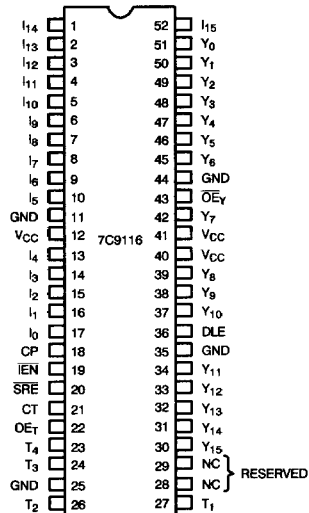 I14 1 52 I15
I13 2 51 Y0
I12 3 50 Y1
I11 4 49 Y2
I10 5 48 Y3
I9 6 47 Y4
I8 7 46 Y5
I7 8 45 Y6
I6 9 44 GND
I5 10 43 OEY
GND 11 42 Y7
VCC 12 7C9116 41 VCC
I4 13 40 VCC
I3 14 39 Y8
I2 15 38 Y9
I1 16 37 Y10
I0 17 36 DLE
CP 18 35 GND
IEN 19 34 Y11
SRE 20 33 Y12
CT 21 32 Y13
OET 22 31 Y14
T4 23 30 Y15
T3 24 29 NC
GND 25 28 NC RESERVED
T2 26 27 T1